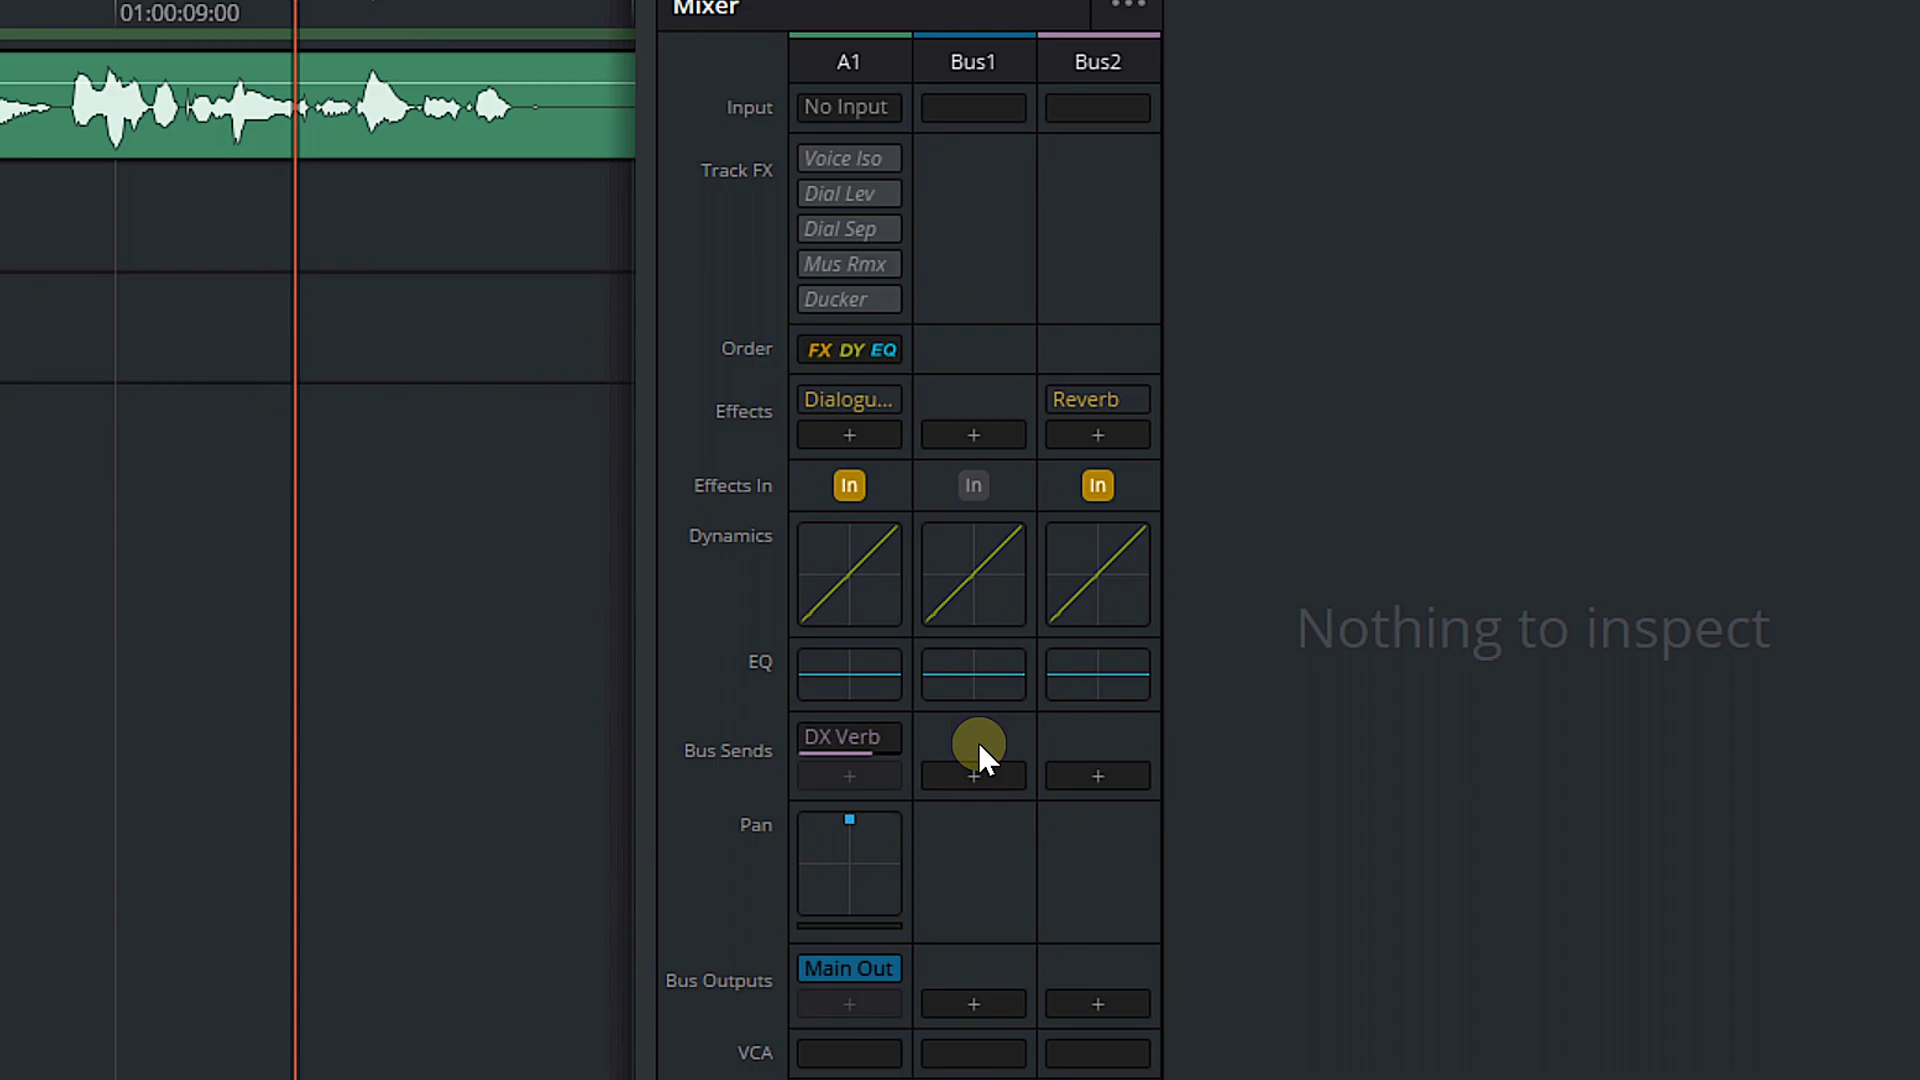 01:00:09:00
Mixer
A1 Bus1 Bus2
Input No Input
Track FX Voice Iso
Dial Lev
Dial Sep
Mus Rmx
Ducker
Order FX DY EQ
Effects Dialogu... Reverb
+ + +
Effects In In In In
Dynamics
EQ
Bus Sends DX Verb
+ + +
Pan
Bus Outputs Main Out
+ + +
VCA
Nothing to inspect